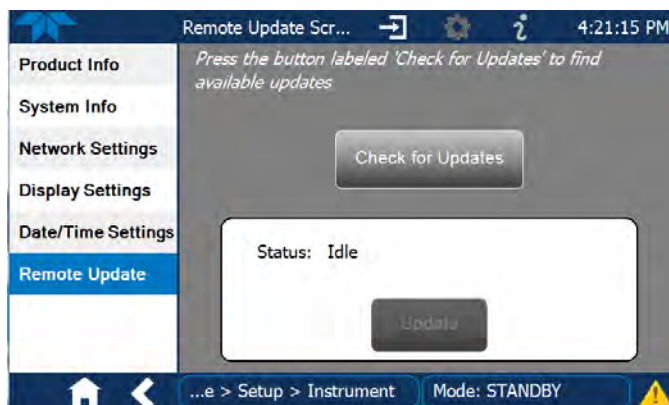 Remote Update Scr... 4:21:15 PM
Product Info
System Info
Network Settings
Display Settings
Date/Time Settings
Remote Update
Press the button labeled 'Check for Updates' to find
available updates
Check for Updates
Status: Idle
Update
...e > Setup > Instrument Mode: STANDBY